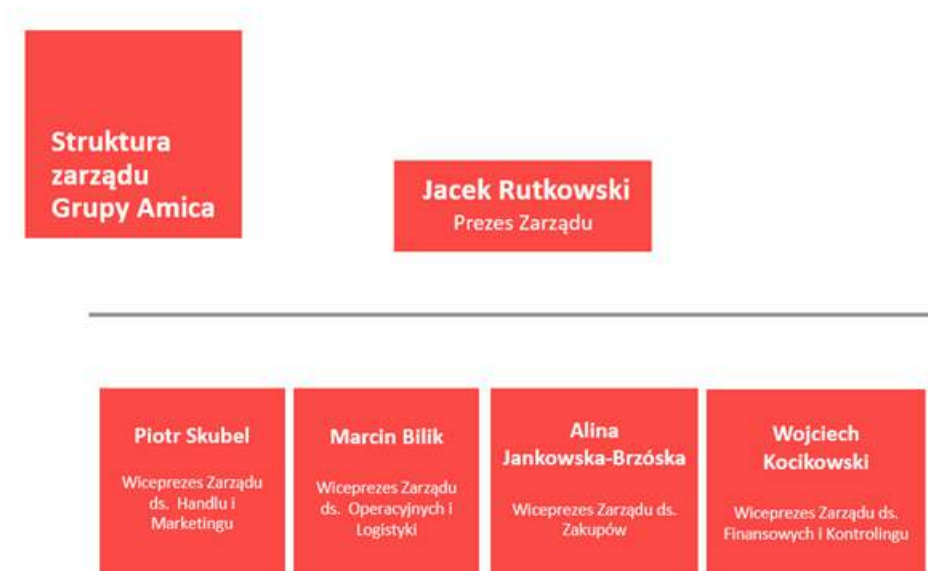 Struktura
zarządu
Grupy Amica
Jacek Rutkowski
Prezes Zarządu
Piotr Skubel
Wiceprezes Zarządu
ds. Handlu i
Marketingu
Marcin Bilik
Wiceprezes Zarządu
ds. Operacyjnych i
Logistyki
Alina
Jankowska-Brzóska
Wiceprezes Zarządu ds.
Zakupów
Wojciech
Kocikowski
Wiceprezes Zarządu ds.
Finansowych i Kontrolingu